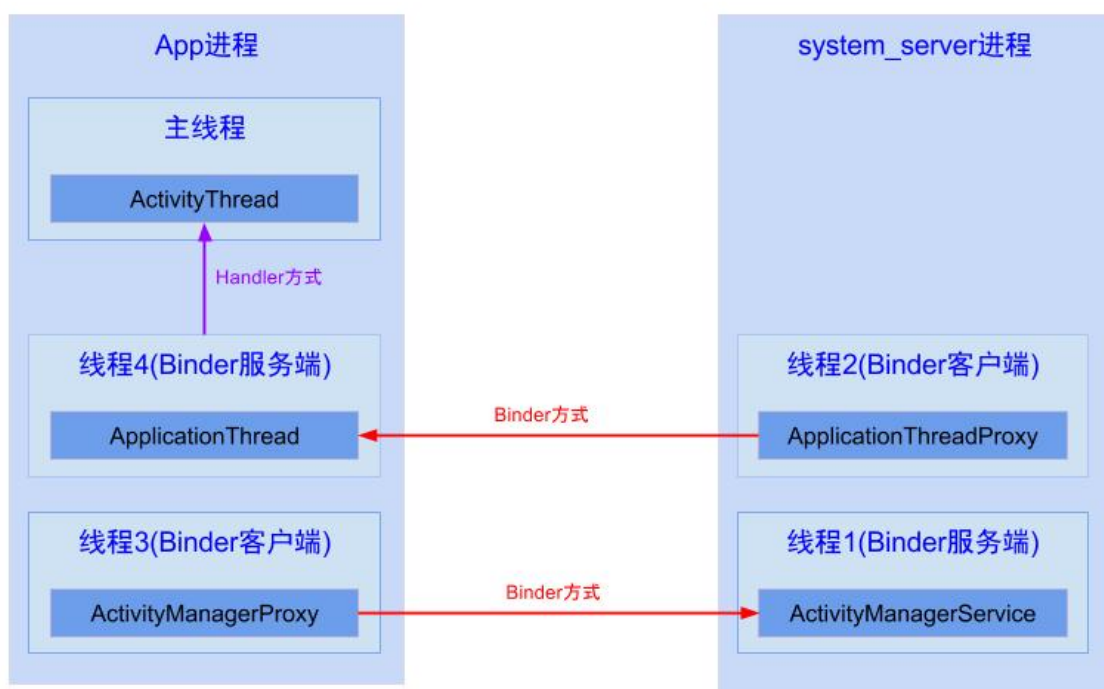 App进程
主线程
ActivityThread
Handler方式
线程4(Binder服务端)
ApplicationThread
线程3(Binder客户端)
ActivityManagerProxy
Binder方式
Binder方式
system_server进程
线程2(Binder客户端)
ApplicationThreadProxy
线程1(Binder服务端)
ActivityManagerService